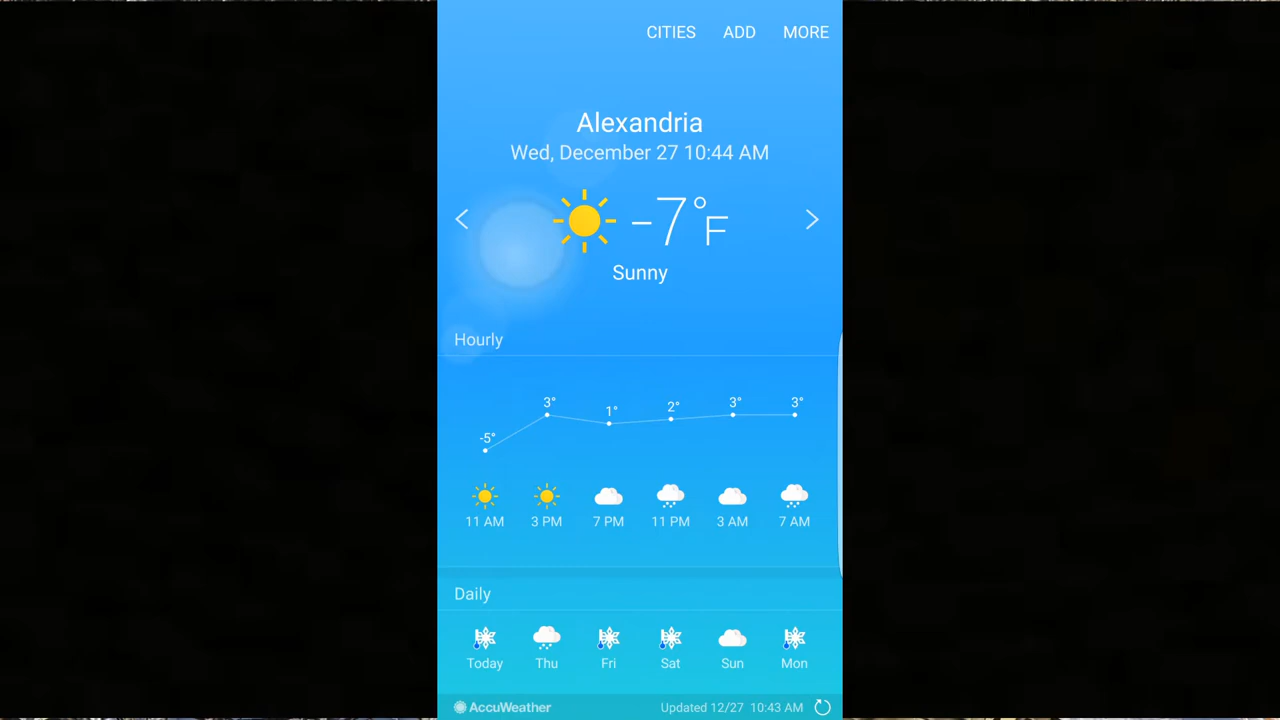 CITIES ADD MORE
Alexandria
Wed, December 27 10:44 AM
-7°F
Sunny
Hourly
-5° 3° 1° 2° 3° 3°
11 AM 3 PM 7 PM 11 PM 3 AM 7 AM
Daily
Today Thu Fri Sat Sun Mon
AccuWeather Updated 12/27 10:43 AM